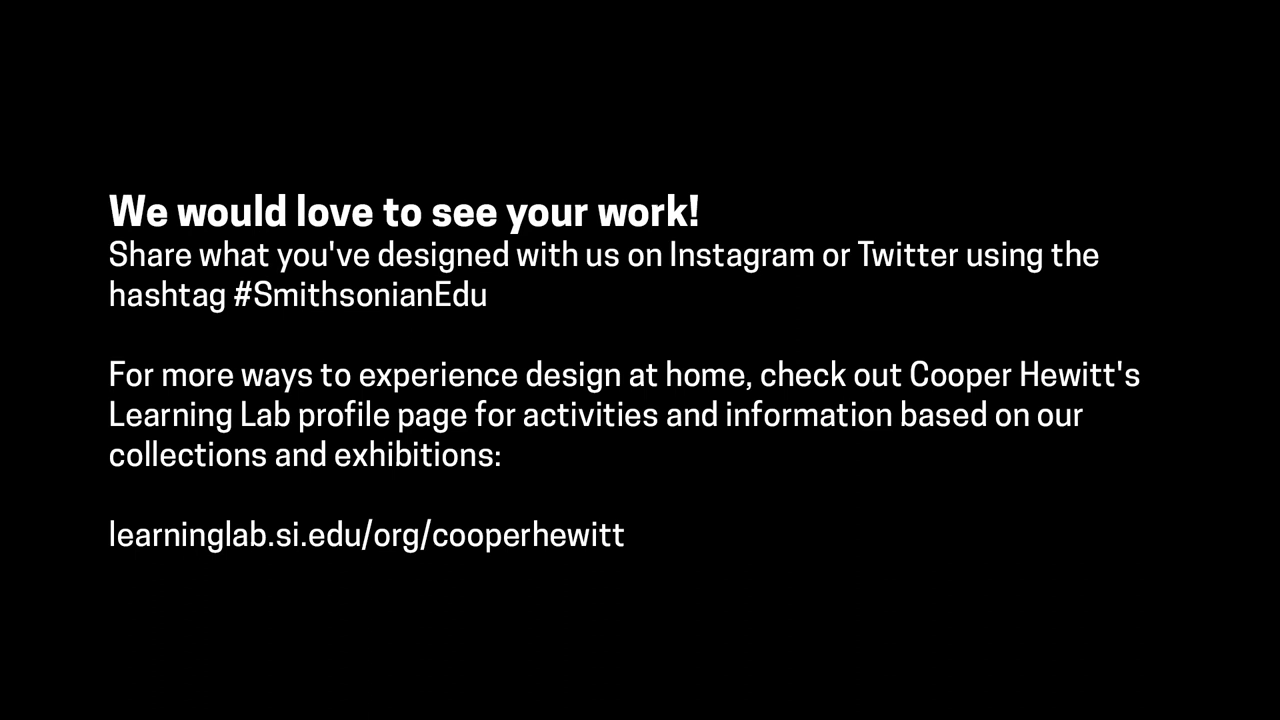 We would love to see your work!
Share what you've designed with us on Instagram or Twitter using the
hashtag #SmithsonianEdu
For more ways to experience design at home, check out Cooper Hewitt's
Learning Lab profile page for activities and information based on our
collections and exhibitions:
learninglab.si.edu/org/cooperhewitt